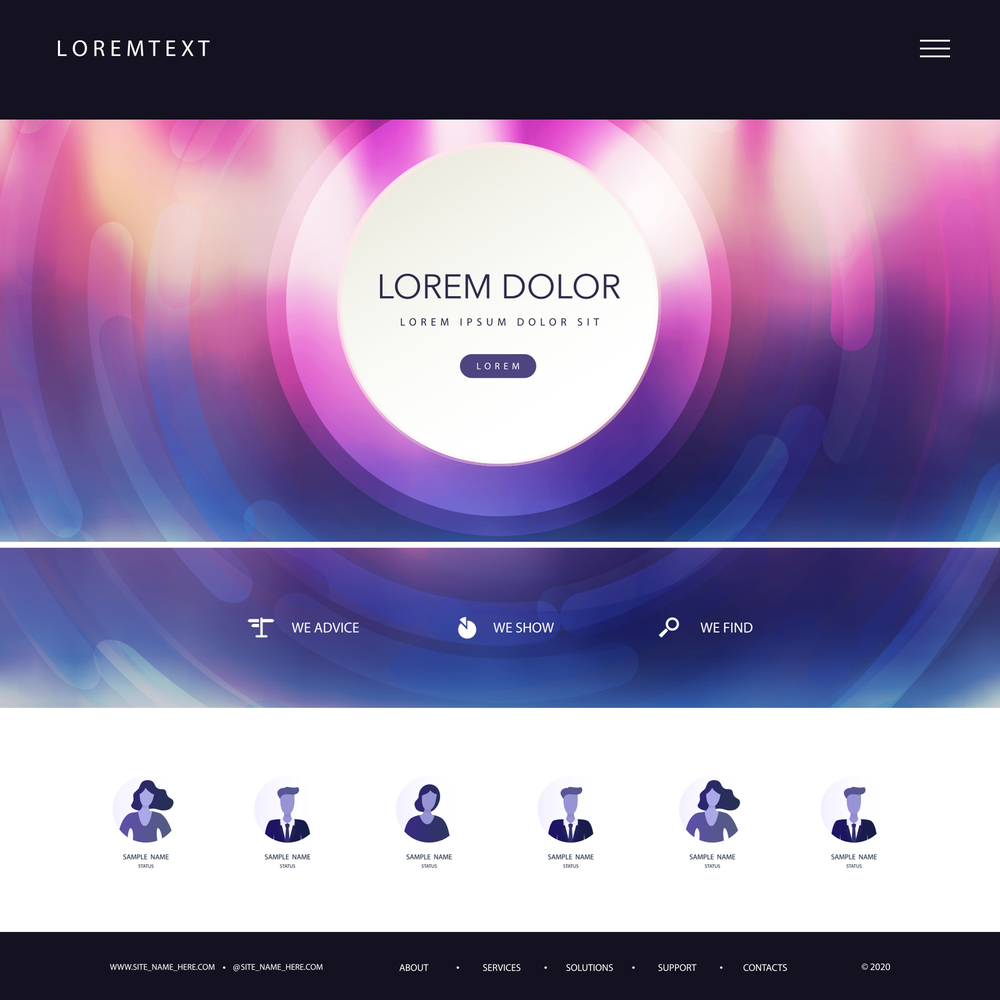 LOREMTEXT
LOREM DOLOR
LOREM IPSUM DOLOR SIT
LOREM
WE ADVICE
WE SHOW
WE FIND
SAMPLE NAME
STATUS
SAMPLE NAME
STATUS
SAMPLE NAME
STATUS
SAMPLE NAME
STATUS
SAMPLE NAME
STATUS
SAMPLE NAME
STATUS
WWW.SITE_NAME_HERE.COM • @SITE_NAME_HERE.COM
ABOUT • SERVICES • SOLUTIONS • SUPPORT • CONTACTS
© 2020